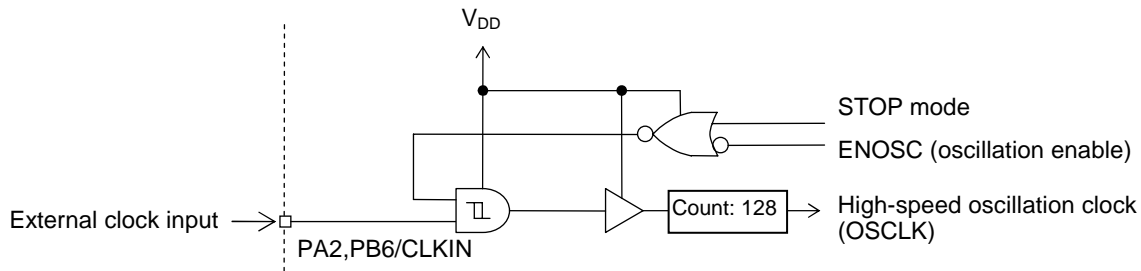 VDD
STOP mode
ENOSC (oscillation enable)
External clock input
PA2,PB6/CLKIN
Count: 128
High-speed oscillation clock
(OSCLK)